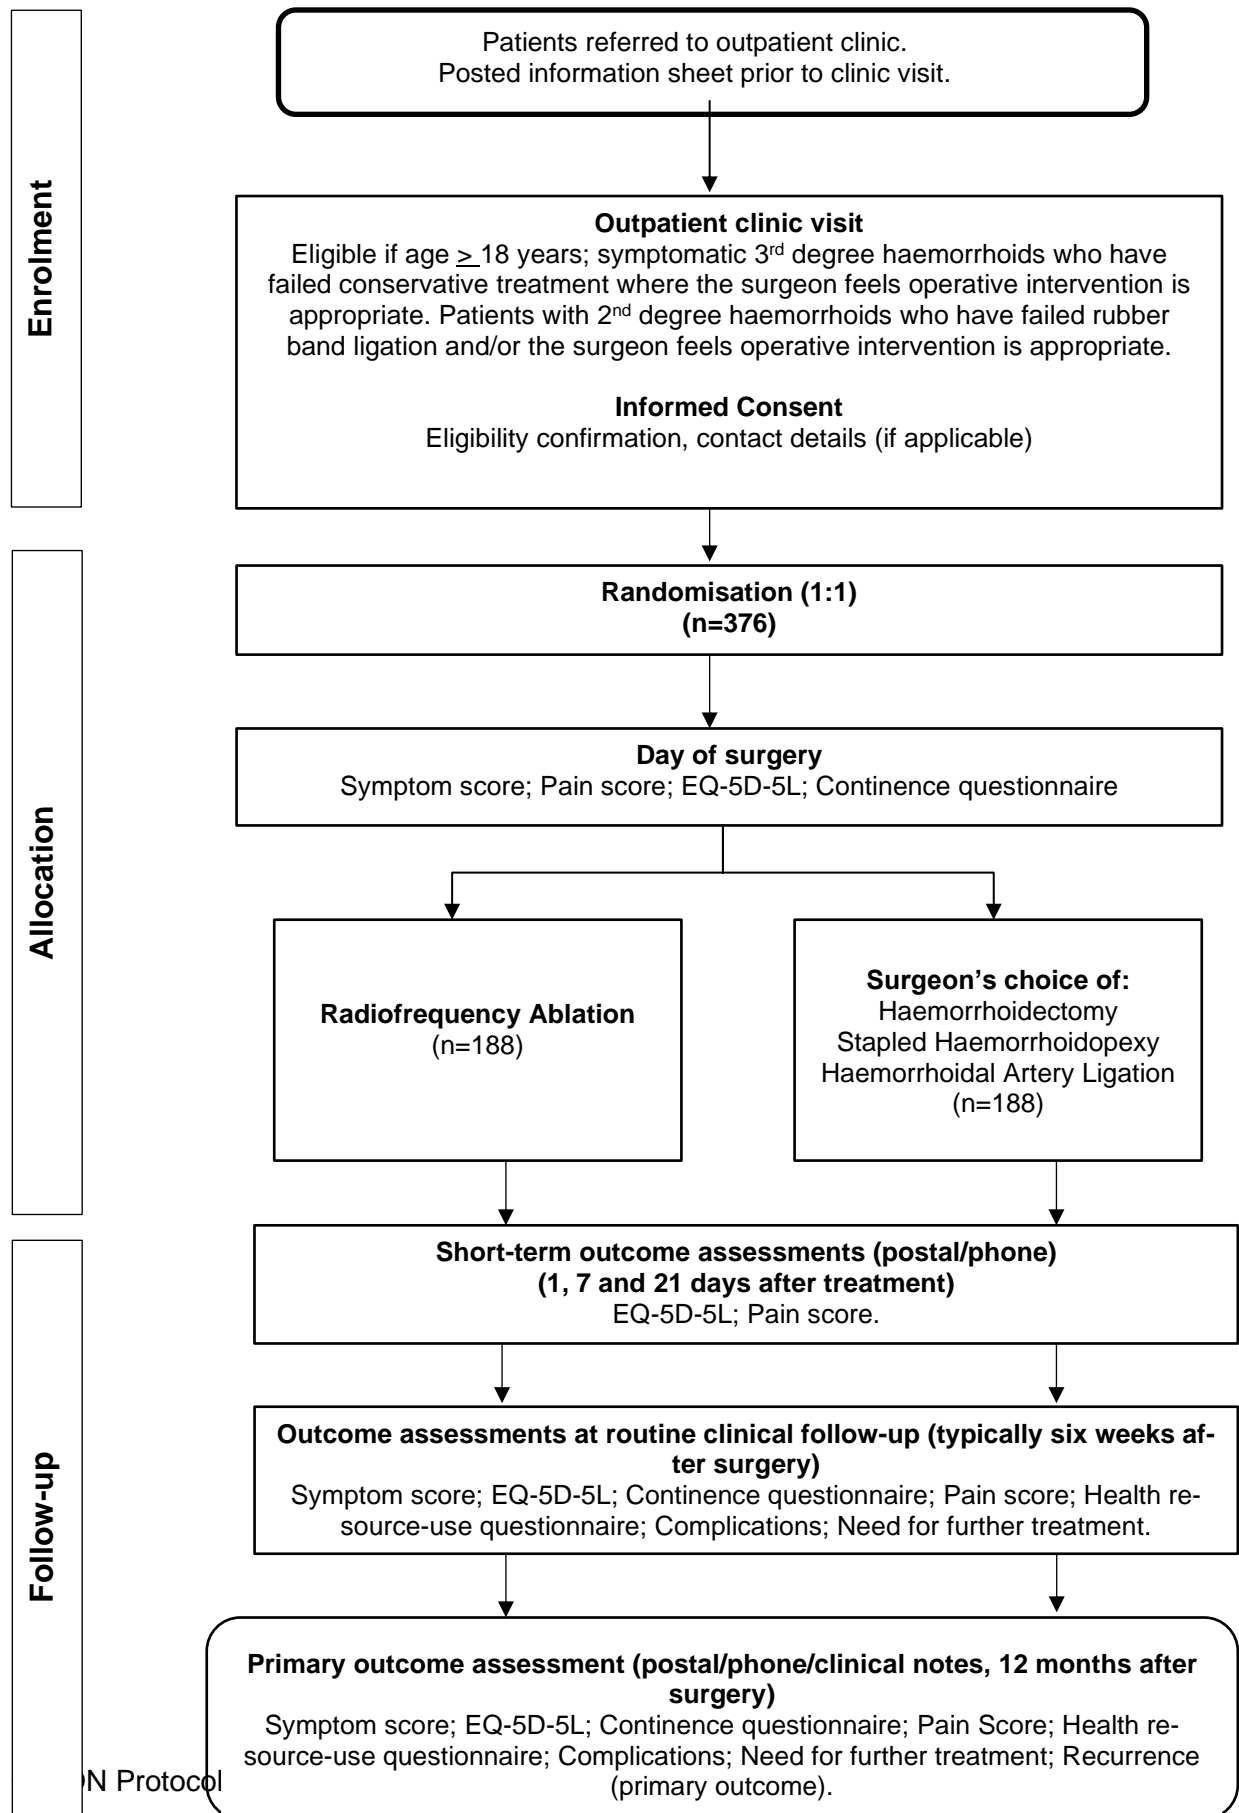 Enrolment
Patients referred to outpatient clinic.
Posted information sheet prior to clinic visit.
Outpatient clinic visit
Eligible if age ≥ 18 years; symptomatic 3rd degree haemorrhoids who have
failed conservative treatment where the surgeon feels operative intervention is
appropriate. Patients with 2nd degree haemorrhoids who have failed rubber
band ligation and/or the surgeon feels operative intervention is appropriate.
Informed Consent
Eligibility confirmation, contact details (if applicable)
Allocation
Randomisation (1:1)
(n=376)
Day of surgery
Symptom score; Pain score; EQ-5D-5L; Continence questionnaire
Radiofrequency Ablation
(n=188)
Surgeon's choice of:
Haemorrhoidectomy
Stapled Haemorrhoidopexy
Haemorrhoidal Artery Ligation
(n=188)
Follow-up
Short-term outcome assessments (postal/phone)
(1, 7 and 21 days after treatment)
EQ-5D-5L; Pain score.
Outcome assessments at routine clinical follow-up (typically six weeks af-
ter surgery)
Symptom score; EQ-5D-5L; Continence questionnaire; Pain score; Health re-
source-use questionnaire; Complications; Need for further treatment.
Primary outcome assessment (postal/phone/clinical notes, 12 months after
surgery)
Symptom score; EQ-5D-5L; Continence questionnaire; Pain Score; Health re-
source-use questionnaire; Complications; Need for further treatment; Recurrence
(primary outcome).
N Protocol